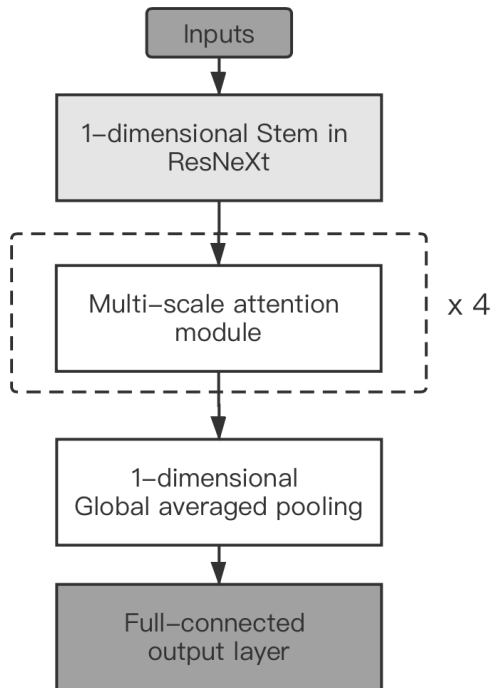 Inputs
1–dimensional Stem in
ResNeXt
Multi–scale attention
module
x 4
1–dimensional
Global averaged pooling
Full–connected
output layer